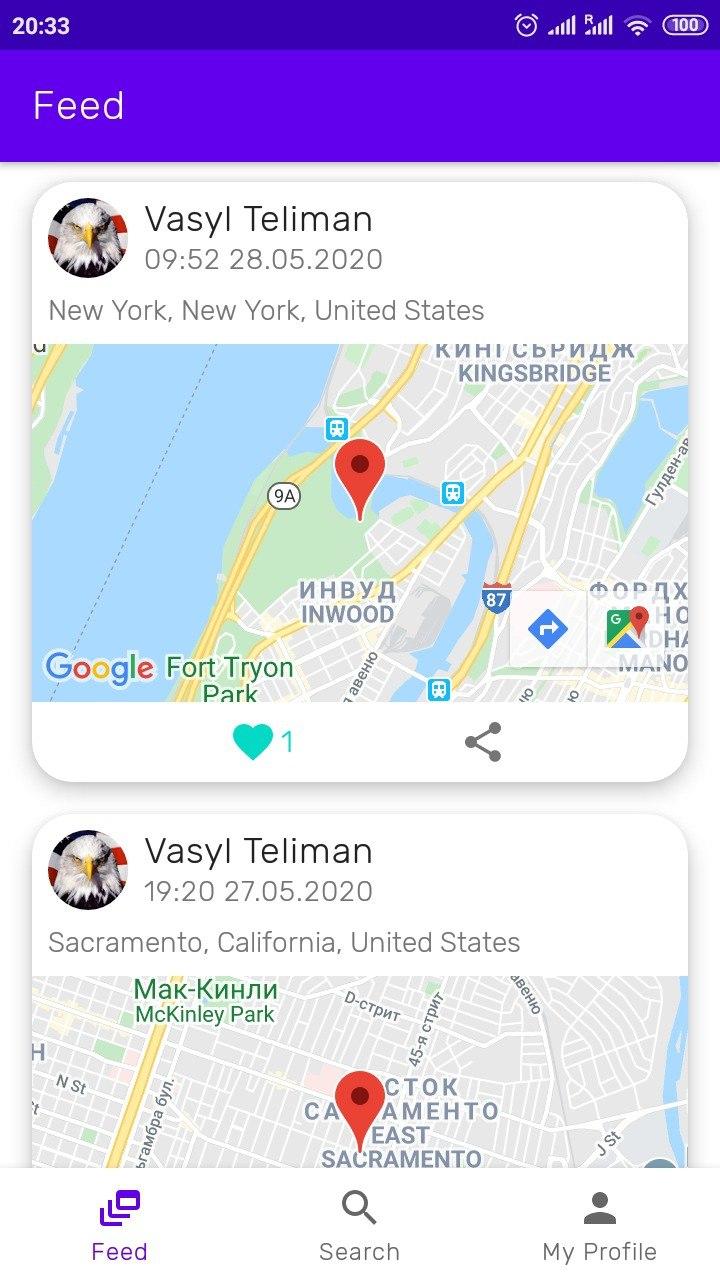 20:33
R
100
Feed
Vasyl Teliman
09:52 28.05.2020
New York, New York, United States
КИНГСБРИДЖ
KINGSBRIDGE
Гулден-ав
9A
ИНВУД
INWOOD
87
ФОРДХ
G
Google
Fort Tryon
Park
авеню
MANO
1
Vasyl Teliman
19:20 27.05.2020
Sacramento, California, United States
Мак-Кинли
McKinley Park
D-стрит
авеню
45-я стрит
N St
H
ьгамбра бул.
EAST
SACRAMENTO
J St
Feed
Search
My Profile